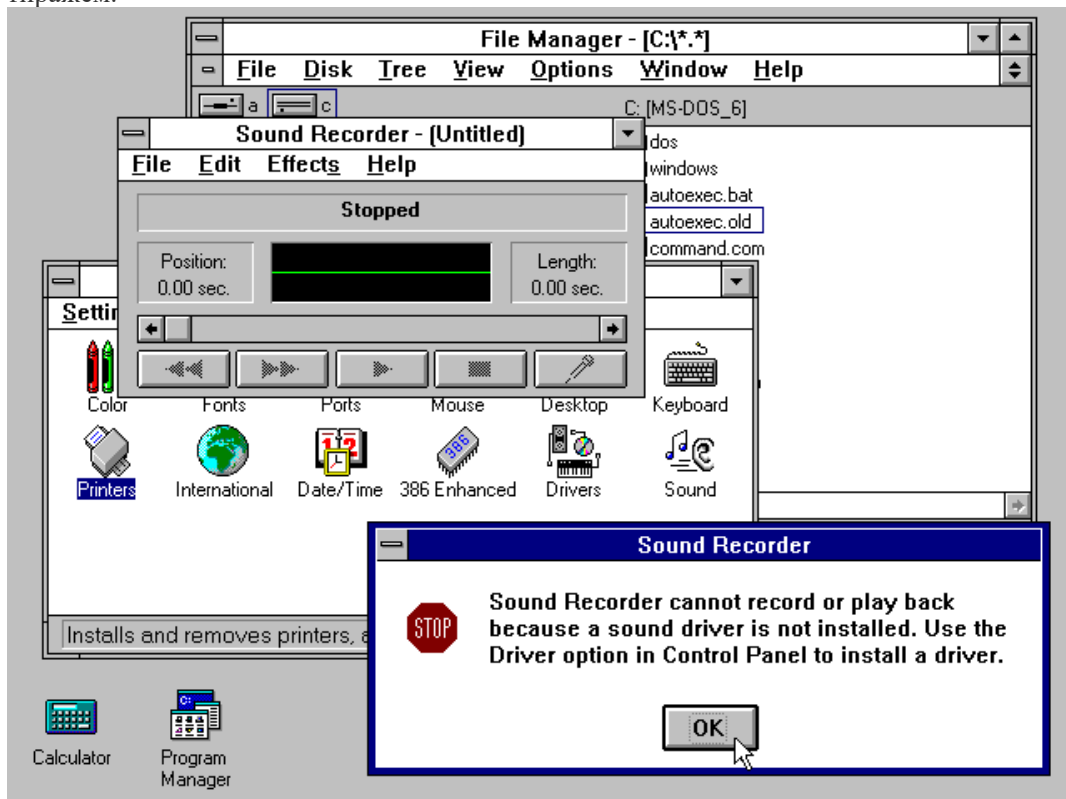 тиражем.
File Manager - [C:\*.*]
File Disk Tree View Options Window Help
a c C: [MS-DOS_6]
Sound Recorder - (Untitled)
File Edit Effects Help
Stopped
Position:
0.00 sec.
Length:
0.00 sec.
dos
windows
autoexec.bat
autoexec.old
command.com
Settin
Color Fonts Ports Mouse Desktop Keyboard
Printers International Date/Time 386 Enhanced Drivers Sound
386
Installs and removes printers, a
Sound Recorder
STOP
Sound Recorder cannot record or play back
because a sound driver is not installed. Use the
Driver option in Control Panel to install a driver.
OK
Calculator
Program
Manager